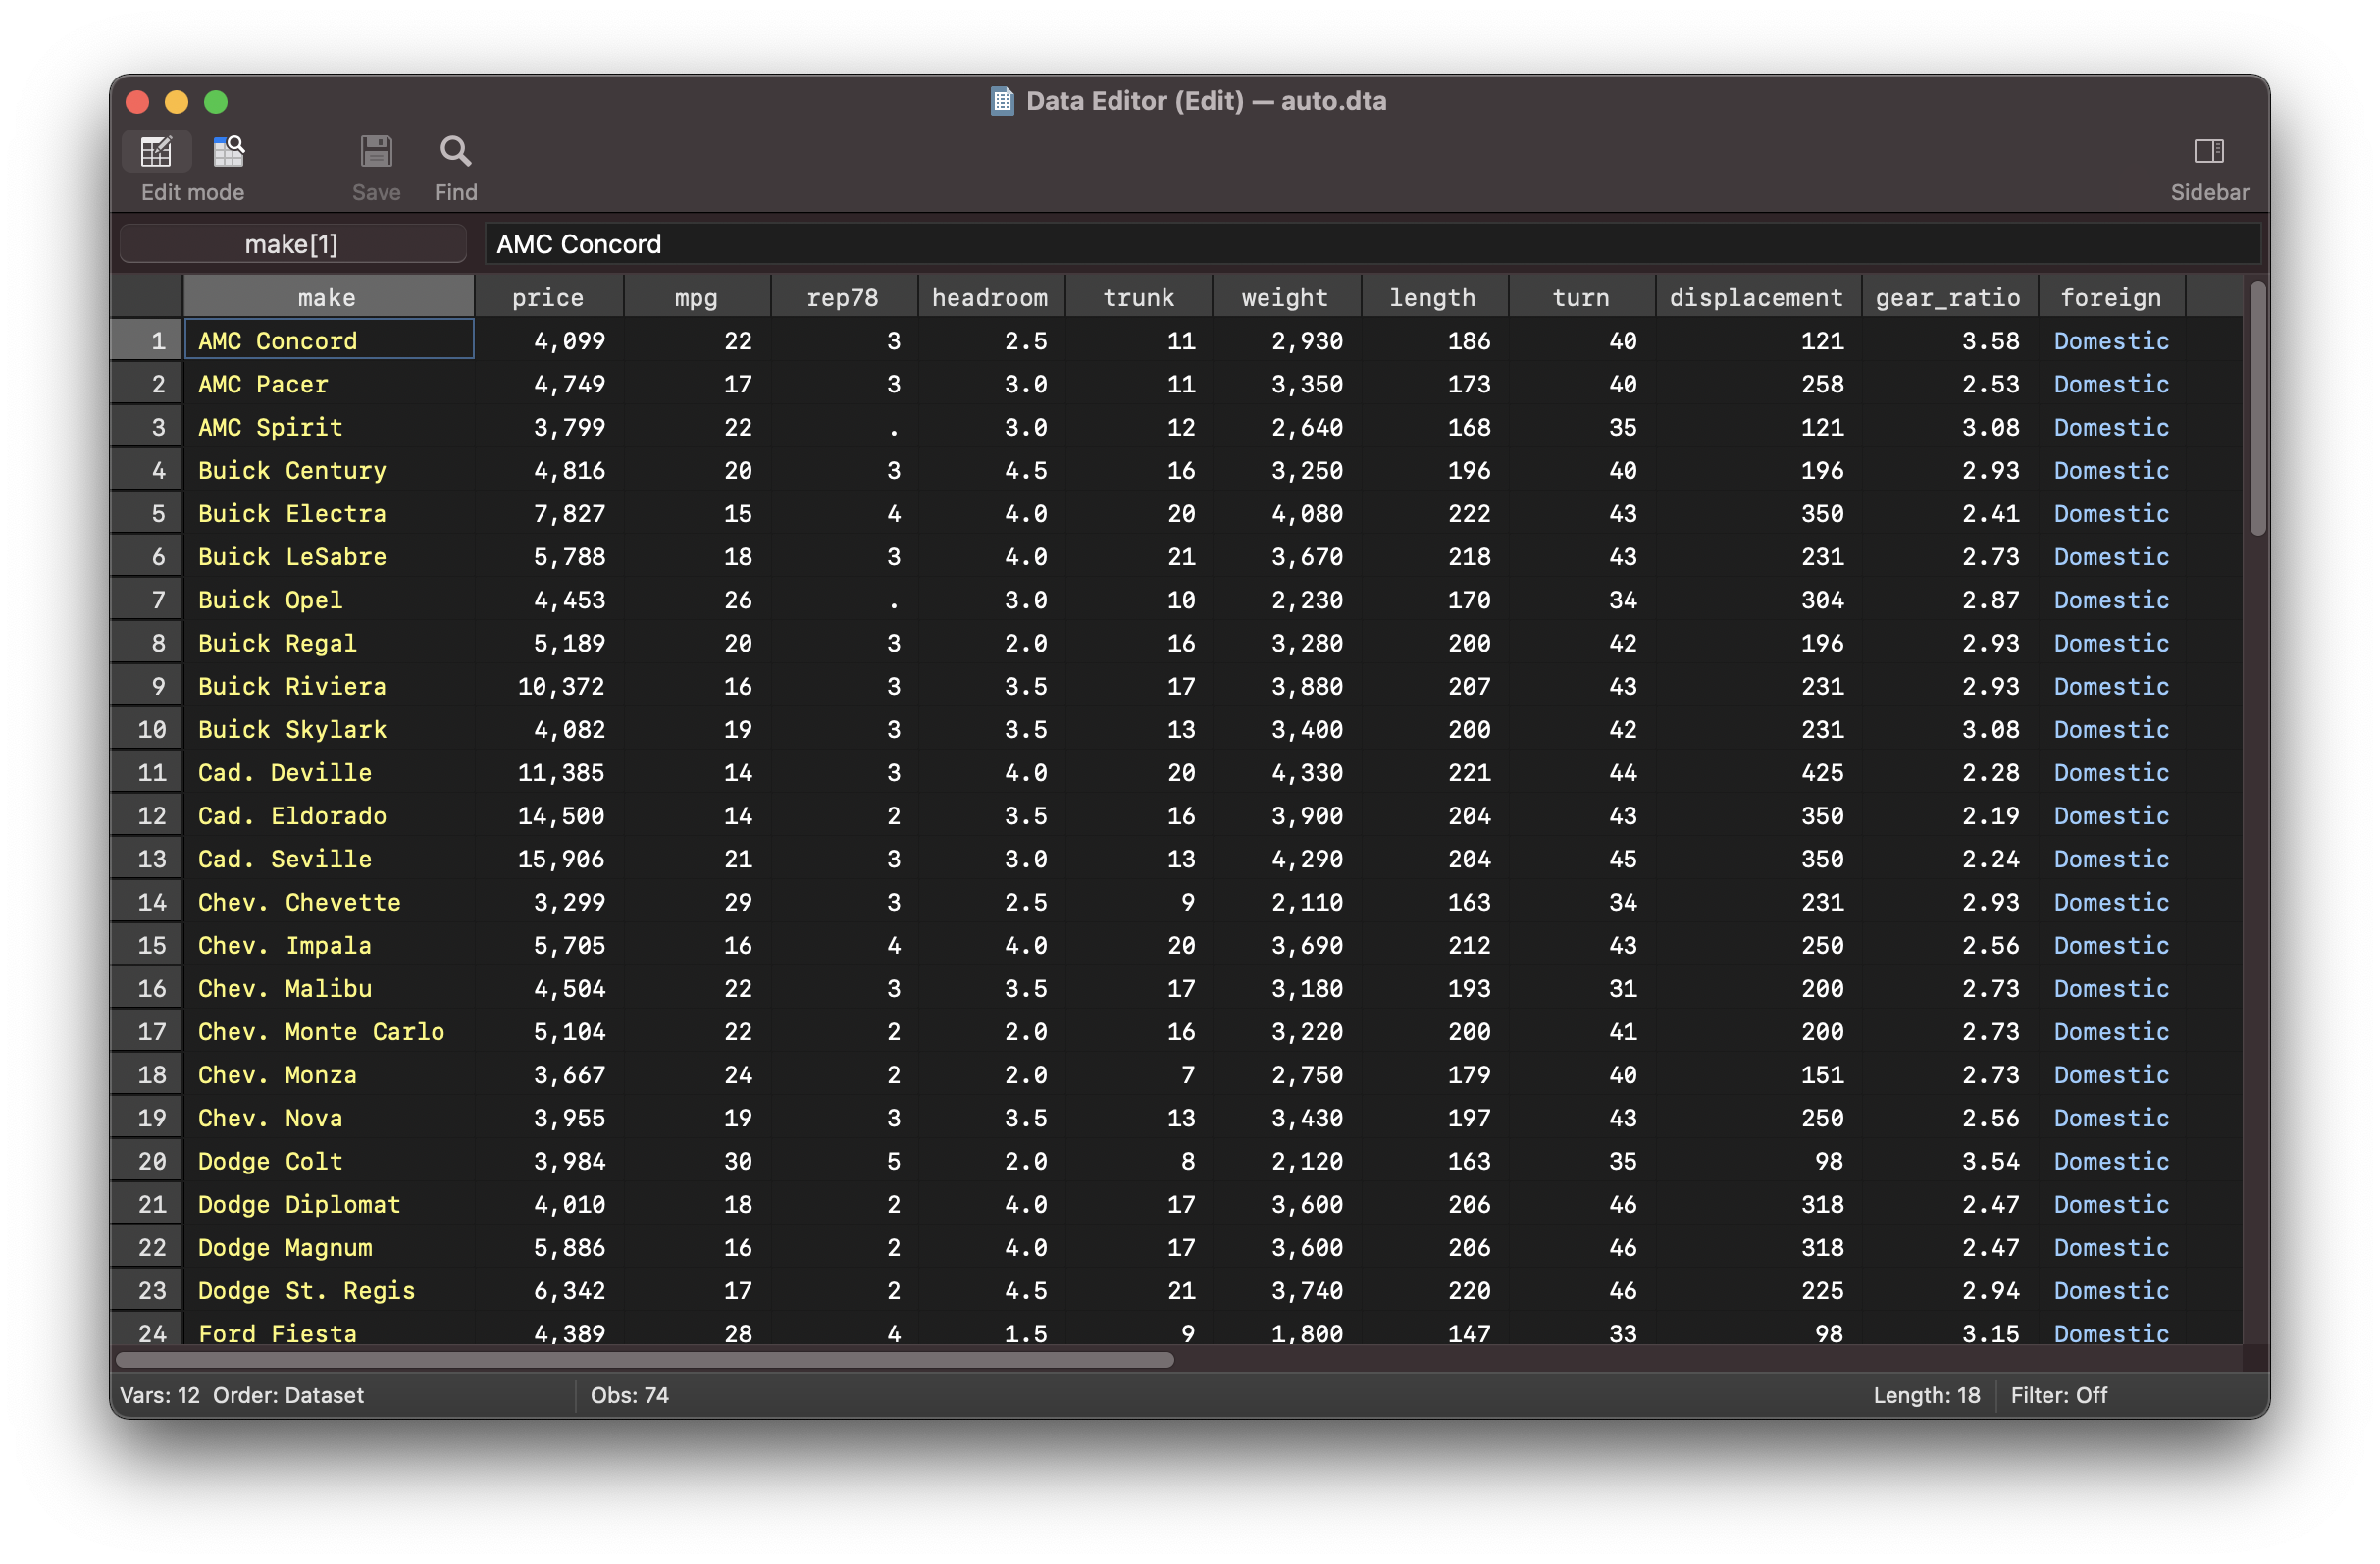 Data Editor (Edit) — auto.dta
Edit mode Save Find Sidebar
make[1] AMC Concord
make price mpg rep78 headroom trunk weight length turn displacement gear_ratio foreign
1 AMC Concord 4,099 22 3 2.5 11 2,930 186 40 121 3.58 Domestic
2 AMC Pacer 4,749 17 3 3.0 11 3,350 173 40 258 2.53 Domestic
3 AMC Spirit 3,799 22 . 3.0 12 2,640 168 35 121 3.08 Domestic
4 Buick Century 4,816 20 3 4.5 16 3,250 196 40 196 2.93 Domestic
5 Buick Electra 7,827 15 4 4.0 20 4,080 222 43 350 2.41 Domestic
6 Buick LeSabre 5,788 18 3 4.0 21 3,670 218 43 231 2.73 Domestic
7 Buick Opel 4,453 26 . 3.0 10 2,230 170 34 304 2.87 Domestic
8 Buick Regal 5,189 20 3 2.0 16 3,280 200 42 196 2.93 Domestic
9 Buick Riviera 10,372 16 3 3.5 17 3,880 207 43 231 2.93 Domestic
10 Buick Skylark 4,082 19 3 3.5 13 3,400 200 42 231 3.08 Domestic
11 Cad. Deville 11,385 14 3 4.0 20 4,330 221 44 425 2.28 Domestic
12 Cad. Eldorado 14,500 14 2 3.5 16 3,900 204 43 350 2.19 Domestic
13 Cad. Seville 15,906 21 3 3.0 13 4,290 204 45 350 2.24 Domestic
14 Chev. Chevette 3,299 29 3 2.5 9 2,110 163 34 231 2.93 Domestic
15 Chev. Impala 5,705 16 4 4.0 20 3,690 212 43 250 2.56 Domestic
16 Chev. Malibu 4,504 22 3 3.5 17 3,180 193 31 200 2.73 Domestic
17 Chev. Monte Carlo 5,104 22 2 2.0 16 3,220 200 41 200 2.73 Domestic
18 Chev. Monza 3,667 24 2 2.0 7 2,750 179 40 151 2.73 Domestic
19 Chev. Nova 3,955 19 3 3.5 13 3,430 197 43 250 2.56 Domestic
20 Dodge Colt 3,984 30 5 2.0 8 2,120 163 35 98 3.54 Domestic
21 Dodge Diplomat 4,010 18 2 4.0 17 3,600 206 46 318 2.47 Domestic
22 Dodge Magnum 5,886 16 2 4.0 17 3,600 206 46 318 2.47 Domestic
23 Dodge St. Regis 6,342 17 2 4.5 21 3,740 220 46 225 2.94 Domestic
24 Ford Fiesta 4,389 28 4 1.5 9 1,800 147 33 98 3.15 Domestic
Vars: 12 Order: Dataset Obs: 74 Length: 18 Filter: Off